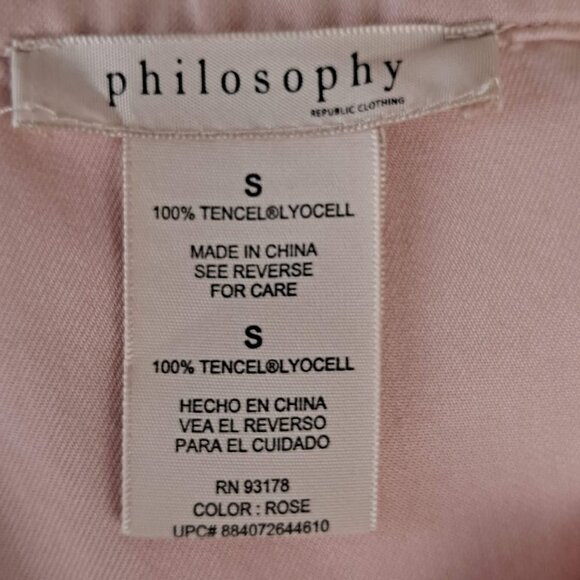 philosophy
REPUBLIC CLOTHING
S
100% TENCEL®LYOCELL
MADE IN CHINA
SEE REVERSE
FOR CARE
S
100% TENCEL®LYOCELL
HECHO EN CHINA
VEA EL REVERSO
PARA EL CUIDADO
RN 93178
COLOR : ROSE
UPC# 884072644610